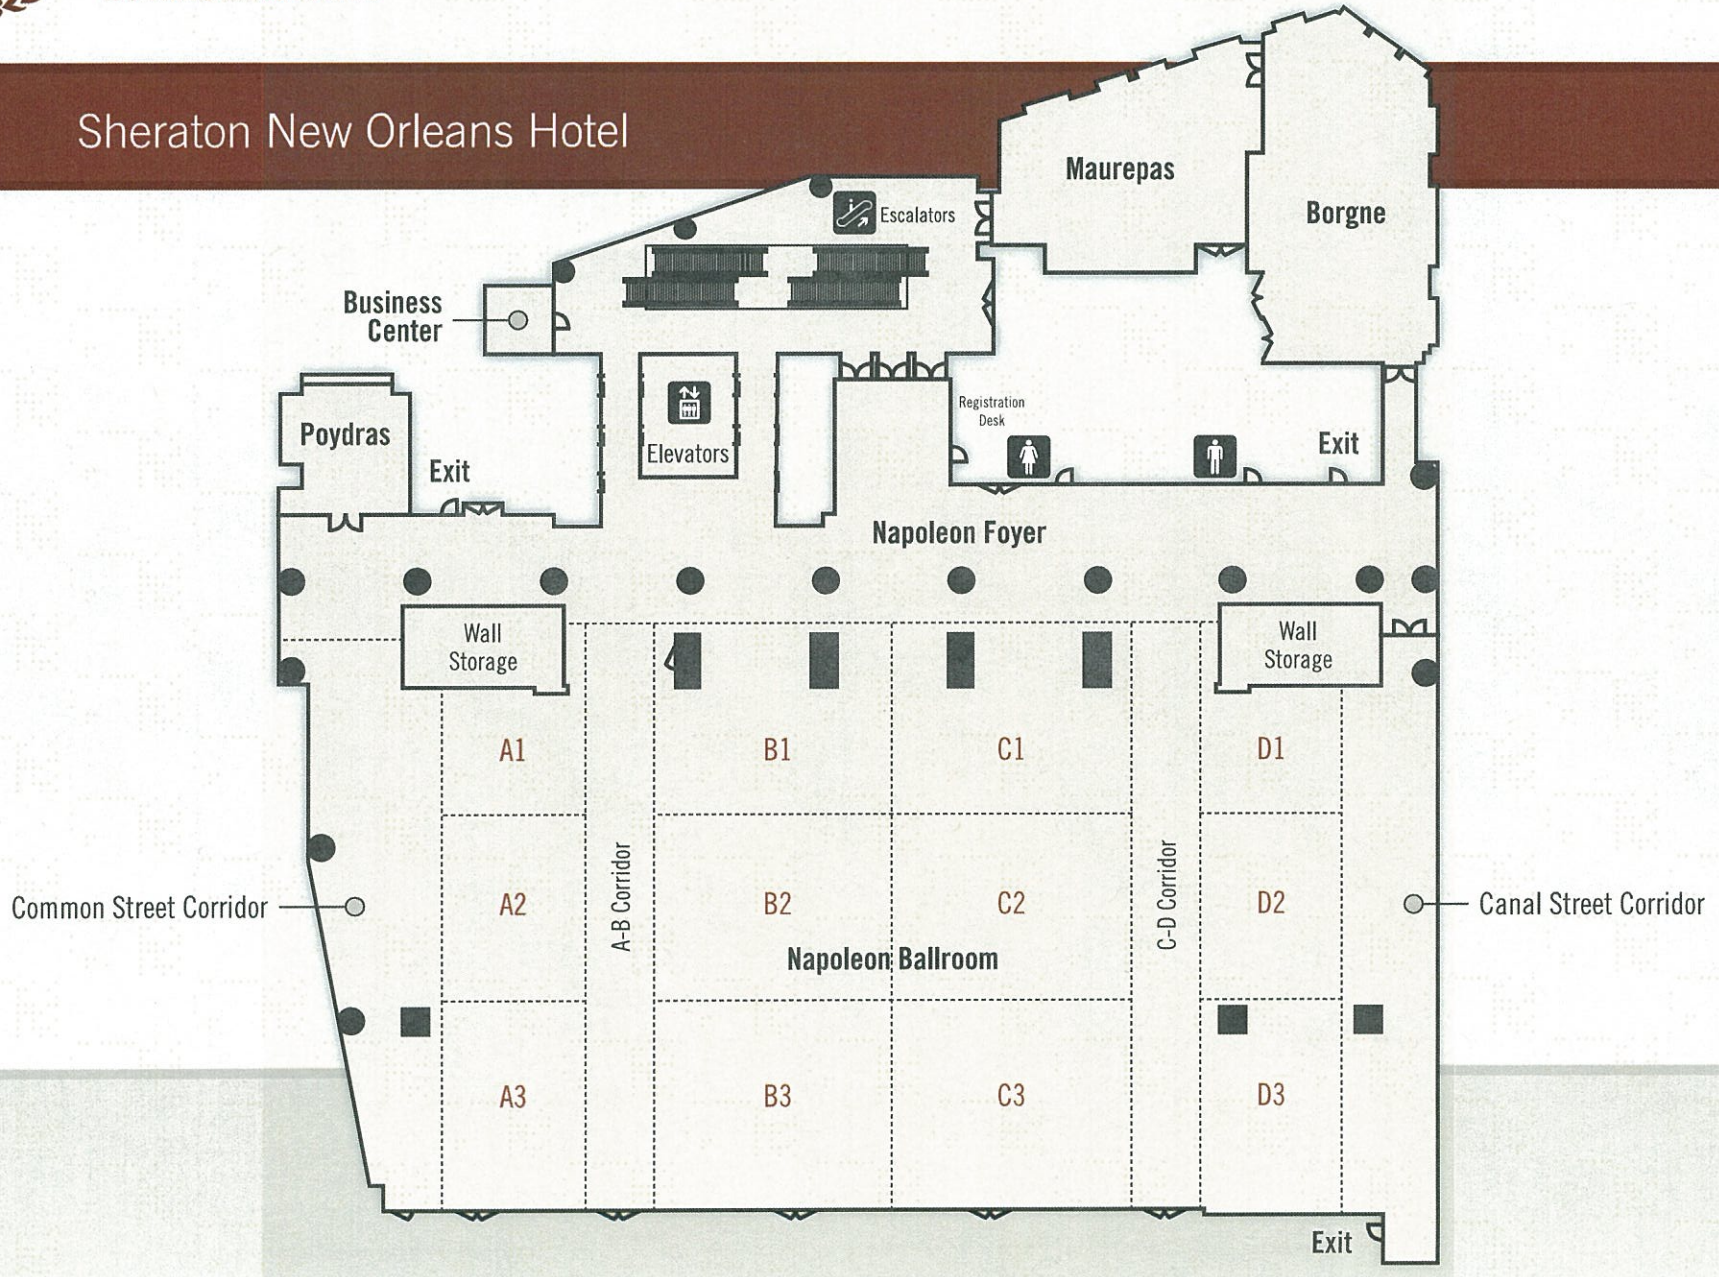 Sheraton New Orleans Hotel
Maurepas
Borgne
Escalators
Business
Center
Registration
Desk
Poydras
Elevators
Exit
Exit
Napoleon Foyer
Wall
Storage
Wall
Storage
A1
B1
C1
D1
A-B Corridor
C-D Corridor
Common Street Corridor
A2
B2
C2
D2
Canal Street Corridor
Napoleon Ballroom
A3
B3
C3
D3
Exit